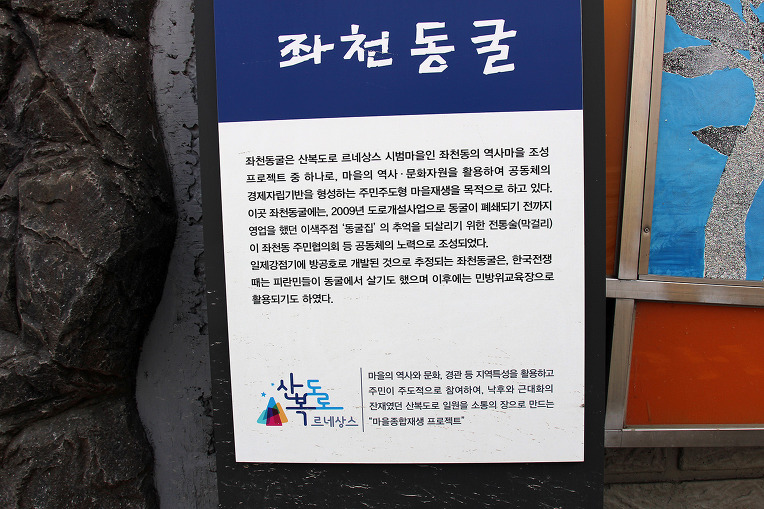 좌천동굴
좌천동굴은 산복도로 르네상스 시범마을인 좌천동의 역사마을 조성
프로젝트 중 하나로, 마을의 역사·문화자원을 활용하여 공동체의
경제자립기반을 형성하는 주민주도형 마을재생을 목적으로 하고 있다.
이곳 좌천동굴에는, 2009년 도로개설사업으로 동굴이 폐쇄되기 전까지
영업을 했던 이색주점 '동굴집' 의 추억을 되살리기 위한 전통술(막걸리)
이 좌천동 주민협의회 등 공동체의 노력으로 조성되었다.
일제강점기에 방공호로 개발된 것으로 추정되는 좌천동굴은, 한국전쟁
때는 피란민들이 동굴에서 살기도 했으며 이후에는 민방위교육장으로
활용되기도 하였다.
산복도로
르네상스
마을의 역사와 문화, 경관 등 지역특성을 활용하고
주민이 주도적으로 참여하여, 낙후와 근대화의
잔재였던 산복도로 일원을 소통의 장으로 만드는
"마을종합재생 프로젝트"